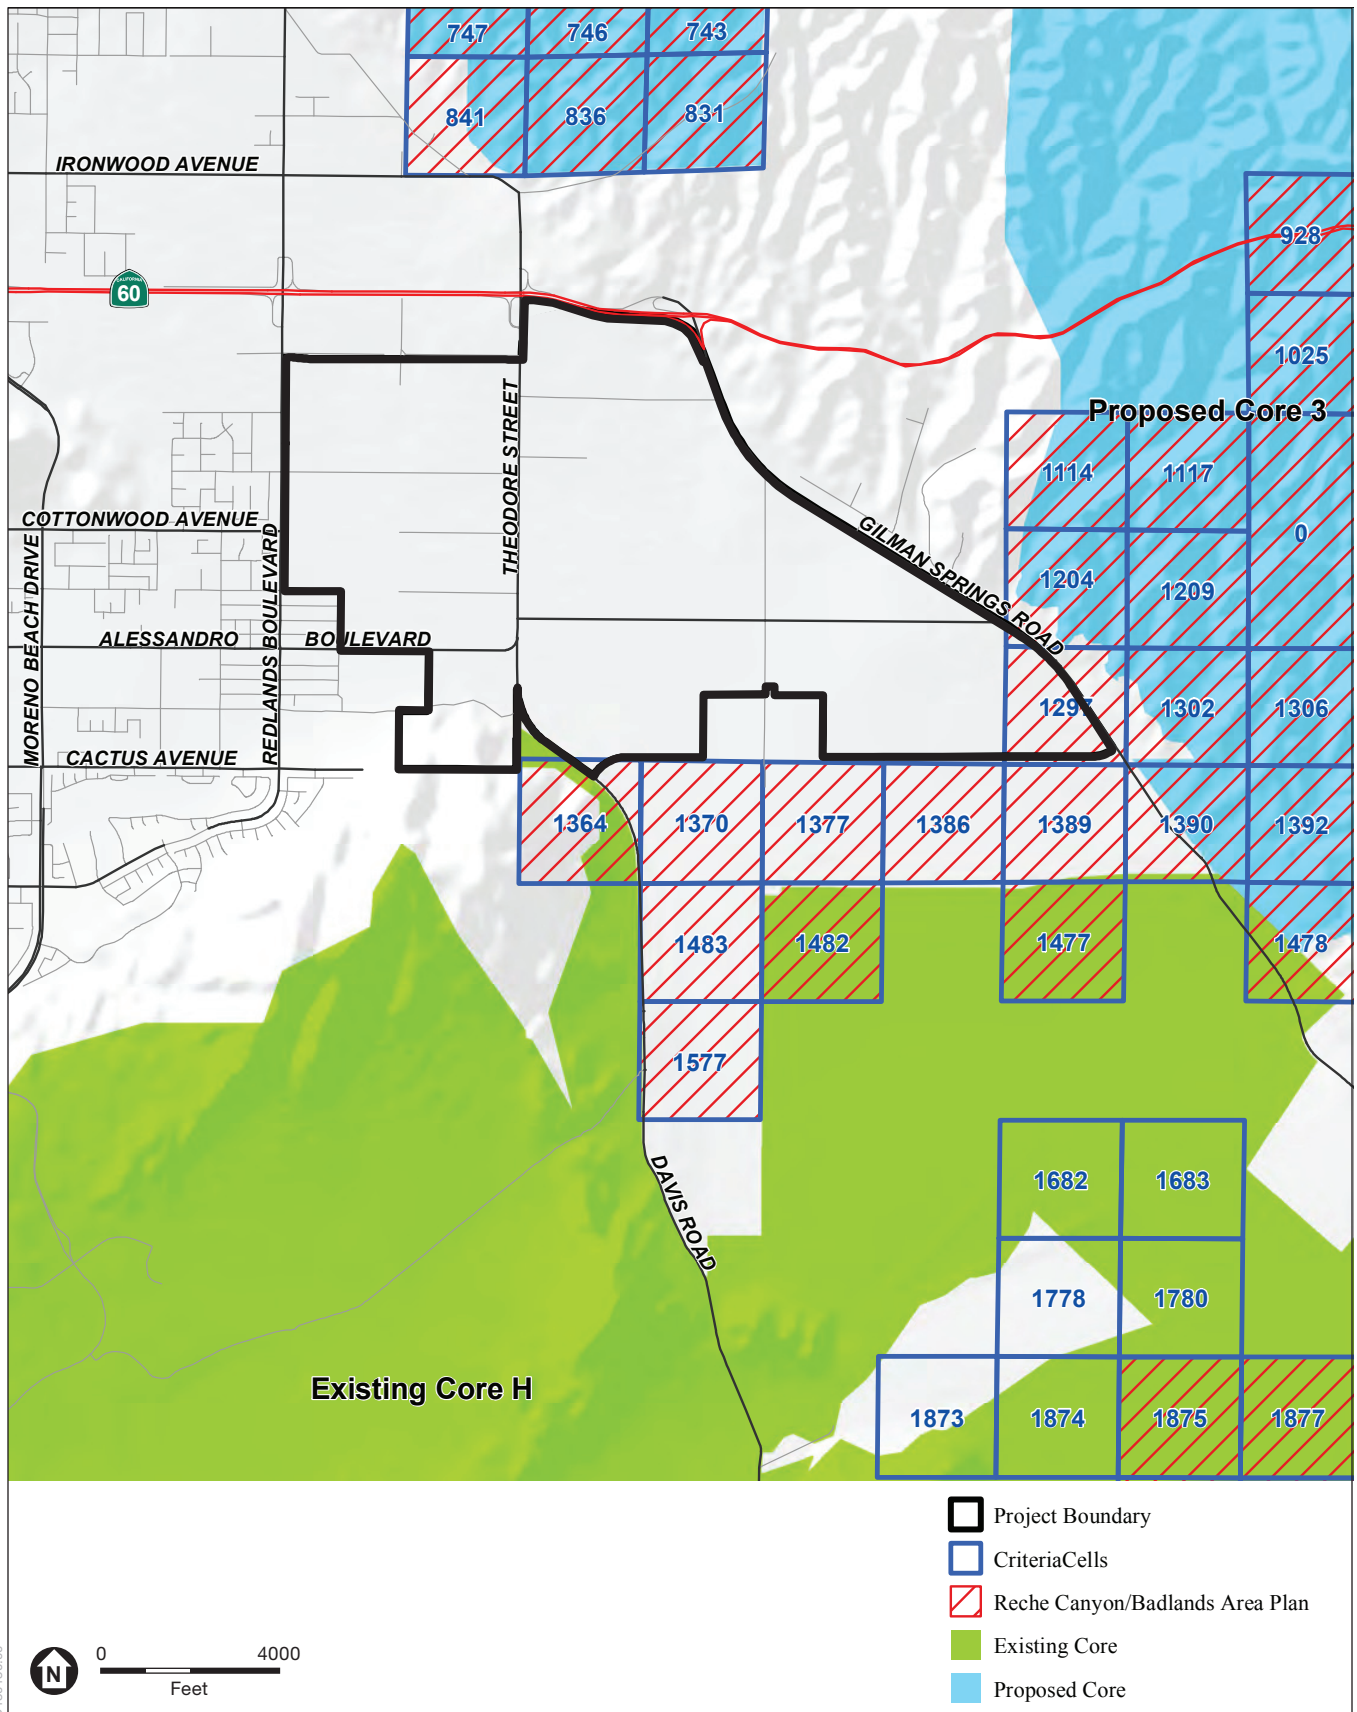 747 746 743
841 836 831
IRONWOOD AVENUE
928
CALIFORNIA
60
1025
THEODORE STREET
Proposed Core 3
1114 1117
COTTONWOOD AVENUE
GILMAN SPRINGS ROAD
0
MORENO BEACH DRIVE
REDLANDS BOULEVARD
1204 1209
ALESSANDRO BOULEVARD
1297 1302 1306
CACTUS AVENUE
1364 1370 1377 1386 1389 1390 1392
1483 1482 1477 1478
1577
DAVIS ROAD
1682 1683
1778 1780
Existing Core H
1873 1874 1875 1877
Project Boundary
CriteriaCells
Reche Canyon/Badlands Area Plan
Existing Core
Proposed Core
N
0 4000
Feet